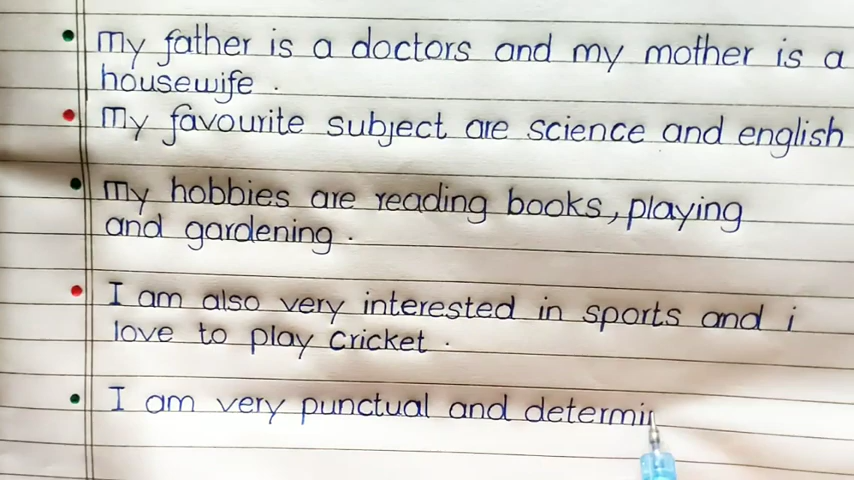 my father is a doctors and my mother is a
housewife .
my favourite subject are science and english
my hobbies are reading books, playing
and gardening .
I am also very interested in sports and i
love to play cricket .
I am very punctual and determin